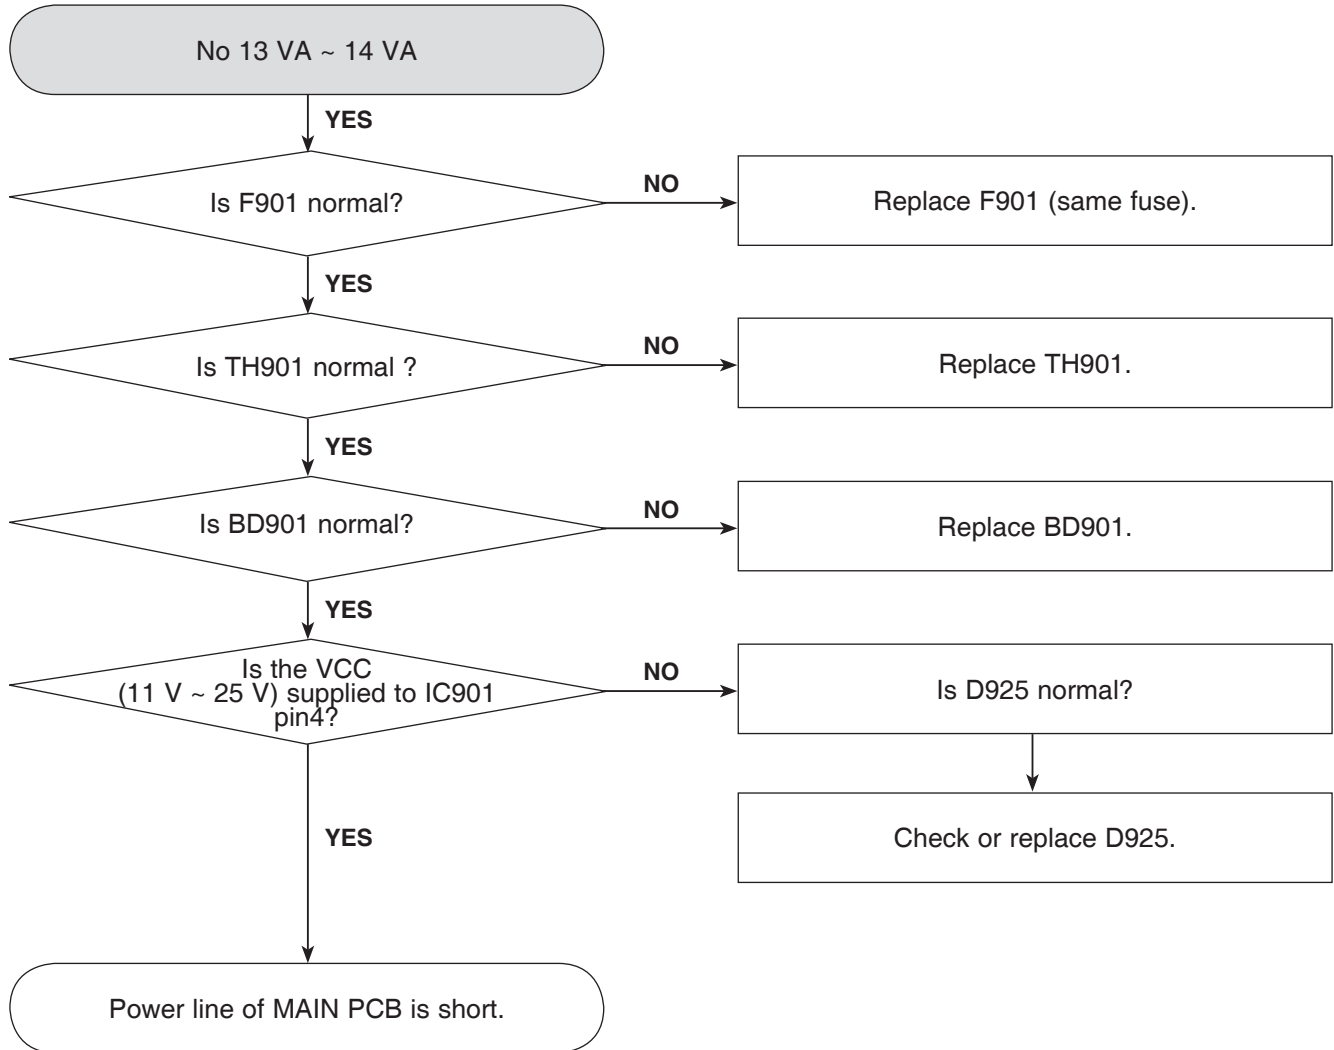 No 13 VA ~ 14 VA
YES
Is F901 normal?
NO
Replace F901 (same fuse).
YES
Is TH901 normal ?
NO
Replace TH901.
YES
Is BD901 normal?
NO
Replace BD901.
YES
Is the VCC
(11 V ~ 25 V) supplied to IC901
pin4?
NO
Is D925 normal?
Check or replace D925.
YES
Power line of MAIN PCB is short.